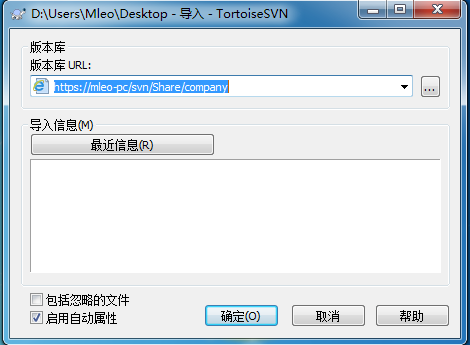 D:\Users\Mleo\Desktop - 导入 - TortoiseSVN
版本库
版本库 URL:
https://mleo-pc/svn/Share/company
...
导入信息(M)
最近信息(R)
包括忽略的文件
启用自动属性
确定(O)
取消
帮助